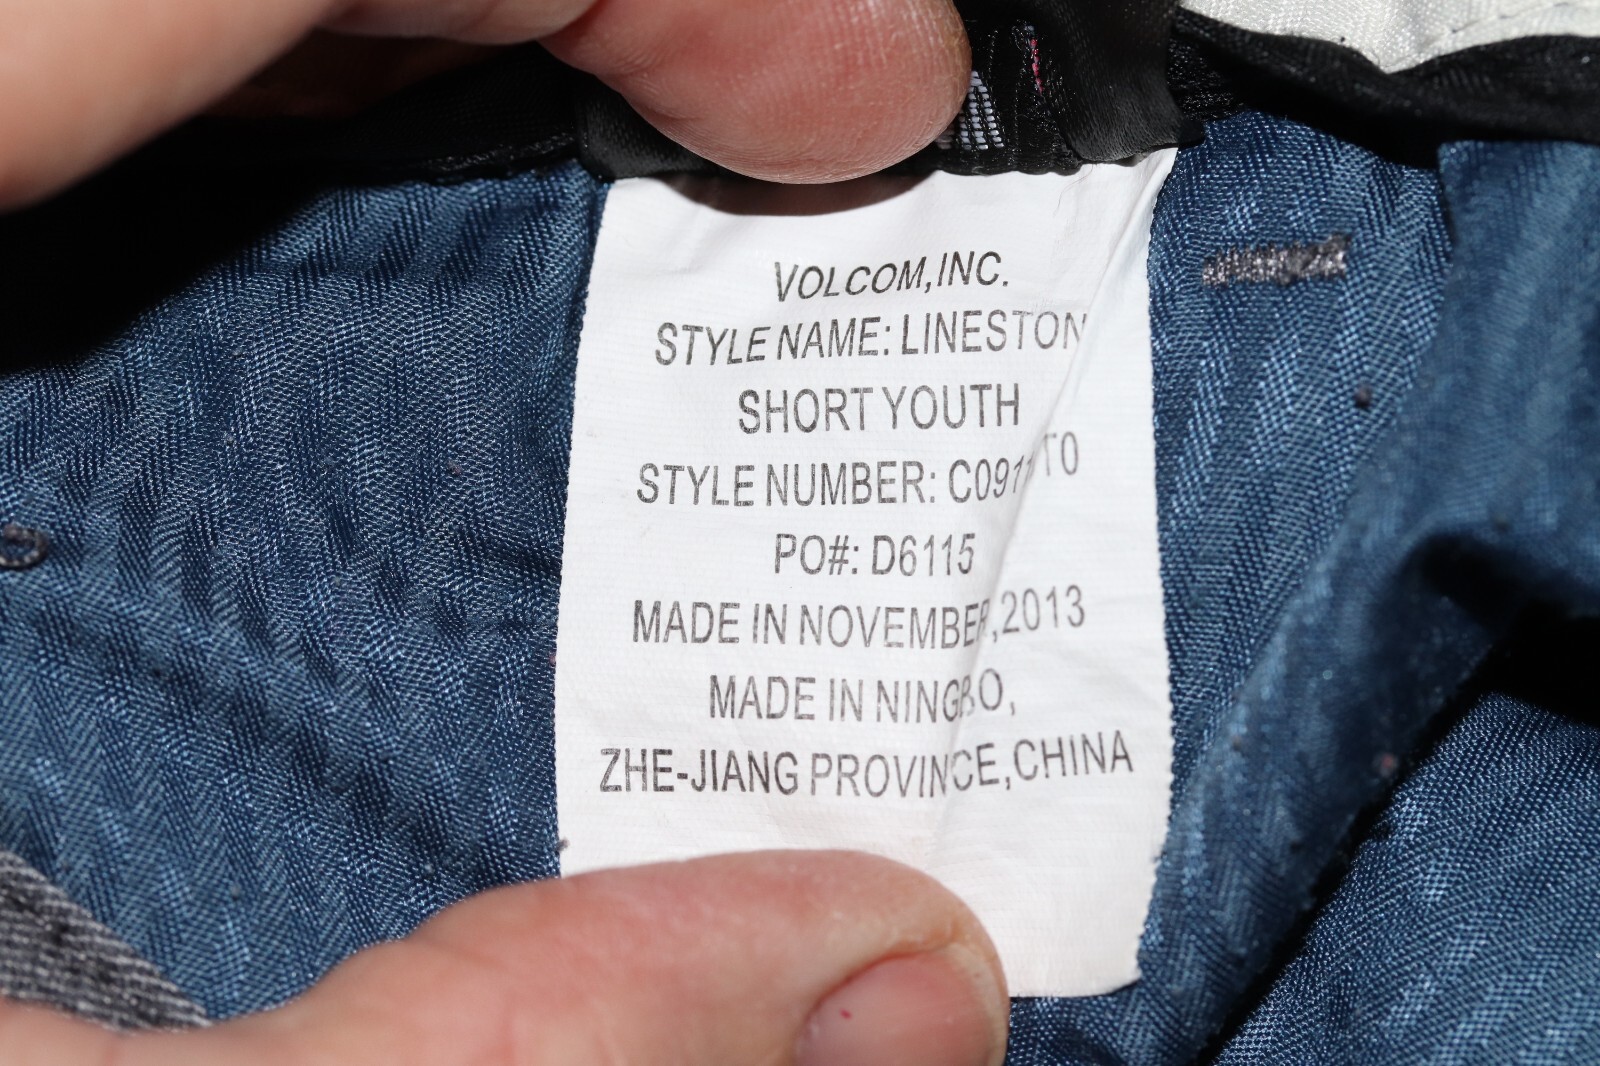 VOLCOM,INC.
STYLE NAME: LINESTON
SHORT YOUTH
STYLE NUMBER:
PO#: D6115
MADE IN NOVEMBER,2013
MADE IN NINGBO,
ZHE-JIANG PROVINCE,CHINA